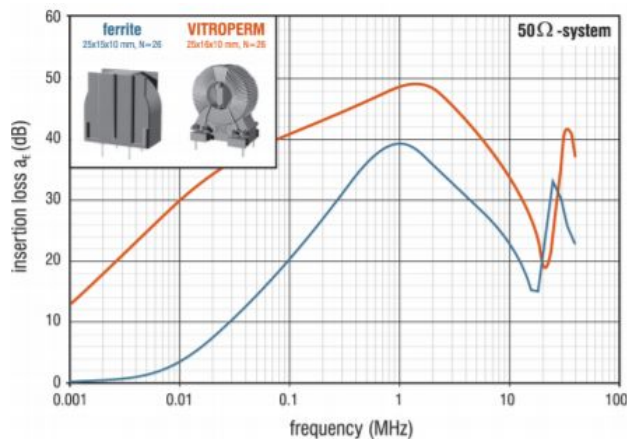 ferrite
25x15x10 mm, N=26
VITROPERM
25x16x10 mm, N=26
50Ω-system
insertion loss aE (dB)
60
50
40
30
20
10
0
0.001
0.01
0.1
1
10
100
frequency (MHz)